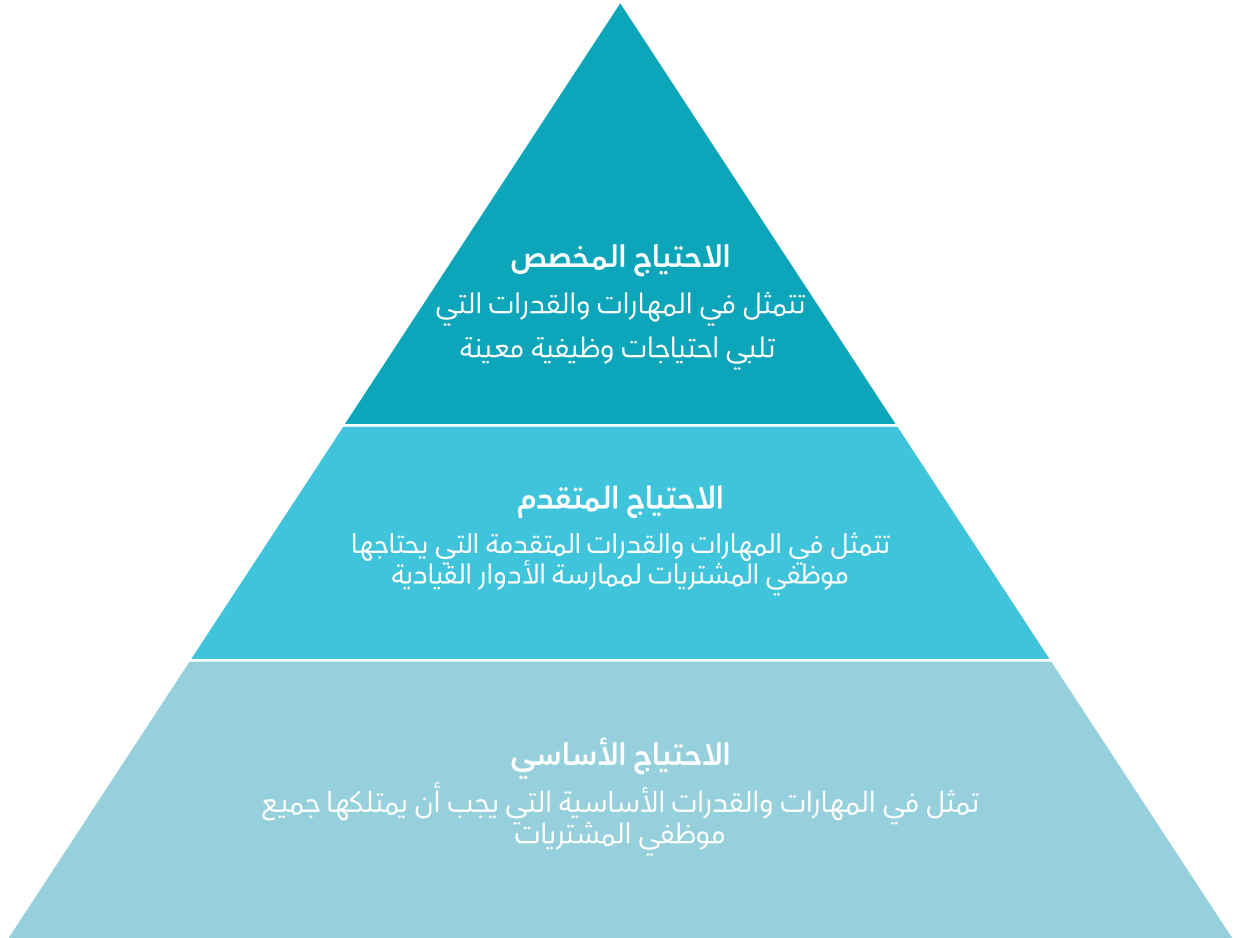 الاحتياج المخصص
تتمثل في المهارات والقدرات التي
تلبي احتياجات وظيفية معينة
الاحتياج المتقدم
تتمثل في المهارات والقدرات المتقدمة التي يحتاجها
موظفي المشتريات لممارسة الأدوار القيادية
الاحتياج الأساسي
تمثل في المهارات والقدرات الأساسية التي يجب أن يمتلكها جميع
موظفي المشتريات